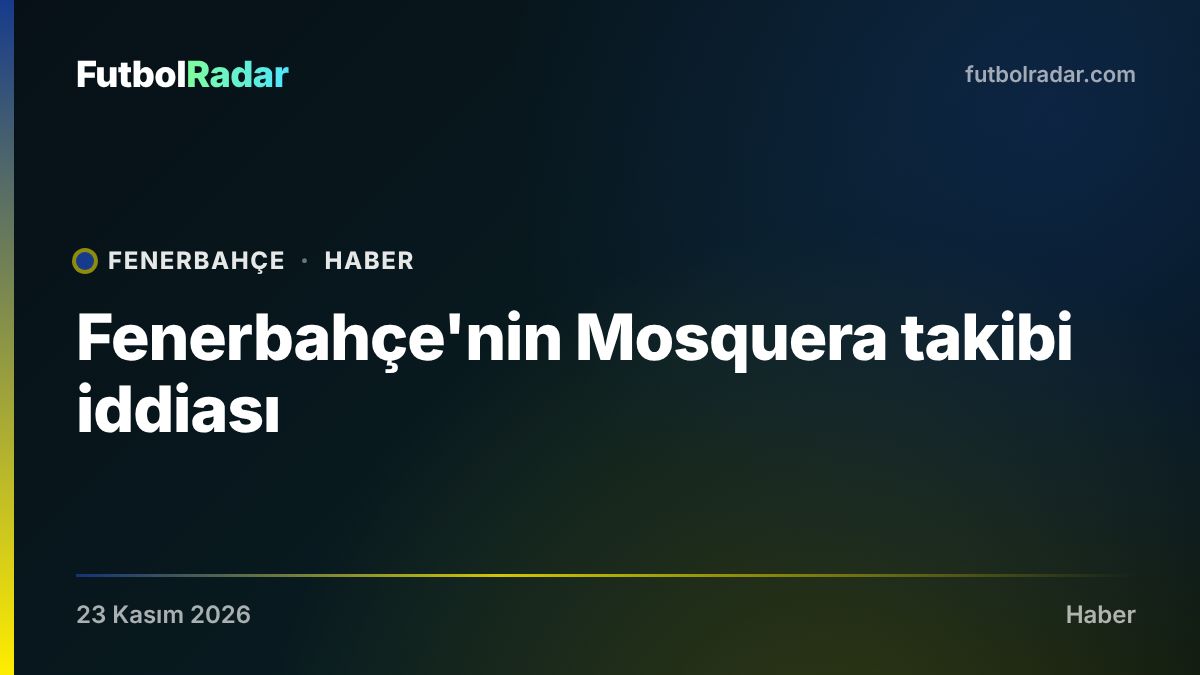 FutbolRadar
futbolradar.com
FENERBAHÇE · HABER
Fenerbahçe'nin Mosquera takibi
iddiası
23 Kasım 2026
Haber